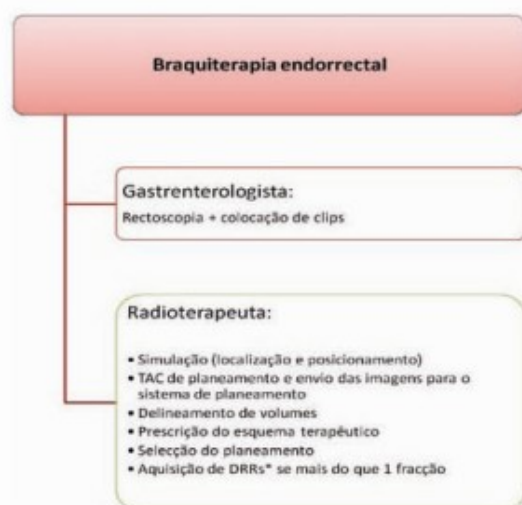 Braquiterapia endorrectal
Gastrenterologista:
Rectoscopia + colocação de clips
Radioterapeuta:
• Simulação (localização e posicionamento)
• TAC de planeamento e envio das imagens para o
sistema de planeamento
• Delineamento de volumes
• Prescrição do esquema terapêutico
• Selecção do planeamento
• Aquisição de DRRs* se mais do que 1 fracção